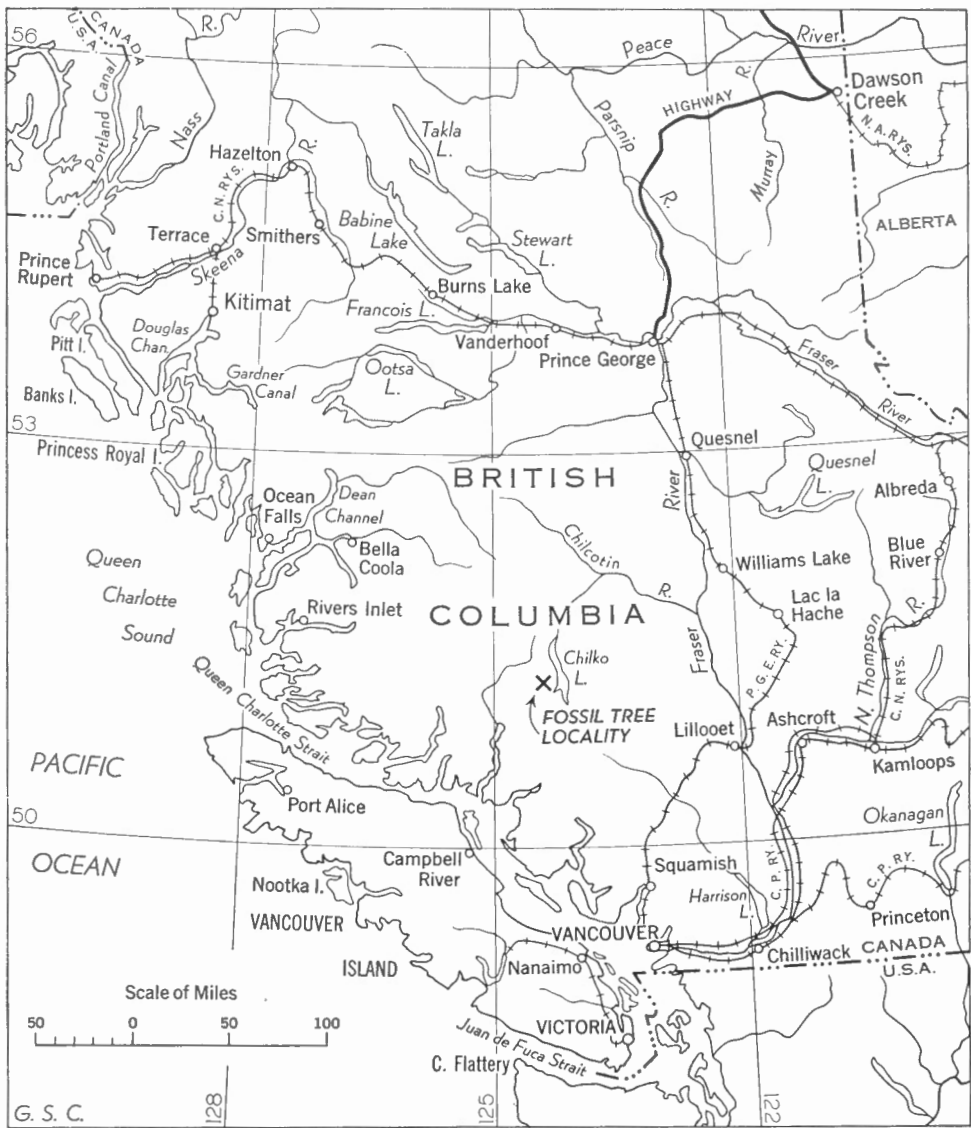 56
CANADA
U.S.A.
R.
Portland Canal
Nass
Peace
River
Dawson
Creek
HIGHWAY
R.
Parsnip
R.
Murray
N.A.RYS.
ALBERTA
Takla
L.
Hazelton
R.
C.N.RYS.
Babine
Lake
Stewart
L.
Terrace
Smithers
Skeena
Prince
Rupert
Kitimat
Burns Lake
Francois L.
Vanderhoof
Prince George
Douglas
Chan.
Pitt I.
Gardner
Canal
Ootsa
L.
Banks I.
Fraser
River
53
Princess Royal I.
Quesnel
BRITISH
River
Quesnel
L.
Albreda
Ocean
Falls
Dean
Channel
Bella
Coola
Chilcotin
R.
Blue
River
Williams Lake
Queen
Charlotte
Sound
Rivers Inlet
COLUMBIA
Lac la
Hache
R.
Fraser
P.G.E.RY.
N. Thompson
C.N. RYS.
Chilko
L.
X
FOSSIL TREE
LOCALITY
Queen Charlotte Strait
Lillooet
Ashcroft
Kamloops
PACIFIC
OCEAN
Port Alice
50
Okanagan
L.
Campbell
River
Squamish
Harrison
L.
C.P.RY.
C.P.RY.
Princeton
Nootka I.
VANCOUVER
ISLAND
VANCOUVER
Nanaimo
Chilliwack
CANADA
U.S.A.
Scale of Miles
50 0 50 100
VICTORIA
Juan de Fuca Strait
C. Flattery
G. S. C.
128
125
122